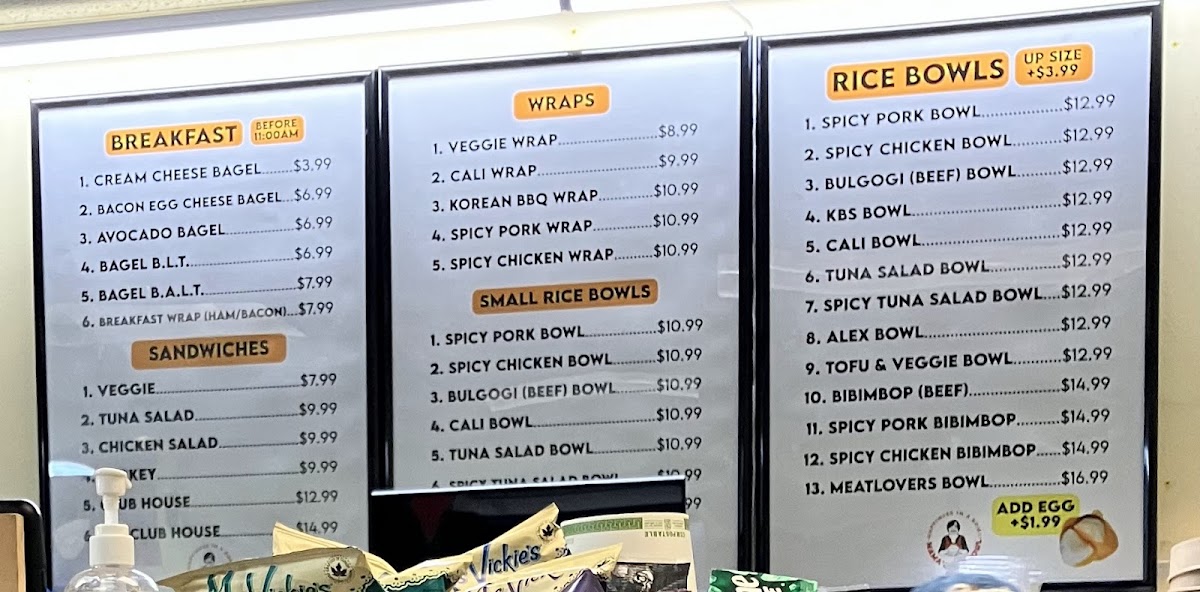 BREAKFAST
BEFORE
11:00AM
1. CREAM CHEESE BAGEL........$3.99
2. BACON EGG CHEESE BAGEL...$6.99
3. AVOCADO BAGEL........$6.99
4. BAGEL B.L.T.........$6.99
5. BAGEL B.A.L.T.........$7.99
6. BREAKFAST WRAP (HAM/BACON)...$7.99
SANDWICHES
1. VEGGIE........$7.99
2. TUNA SALAD........$9.99
3. CHICKEN SALAD........$9.99
KEY........$9.99
5. UB HOUSE........$12.99
CLUB HOUSE $14.99
WRAPS
1. VEGGIE WRAP........$8.99
2. CALI WRAP........$9.99
3. KOREAN BBQ WRAP........$10.99
4. SPICY PORK WRAP........$10.99
5. SPICY CHICKEN WRAP........$10.99
SMALL RICE BOWLS
1. SPICY PORK BOWL........$10.99
2. SPICY CHICKEN BOWL........$10.99
3. BULGOGI (BEEF) BOWL........$10.99
4. CALI BOWL........$10.99
5. TUNA SALAD BOWL........$10.99
6. SPICY TUNA SALAD BOWL $10.99
99
RICE BOWLS
UP SIZE
+$3.99
1. SPICY PORK BOWL........$12.99
2. SPICY CHICKEN BOWL........$12.99
3. BULGOGI (BEEF) BOWL........$12.99
4. KBS BOWL........$12.99
5. CALI BOWL........$12.99
6. TUNA SALAD BOWL........$12.99
7. SPICY TUNA SALAD BOWL....$12.99
8. ALEX BOWL........$12.99
9. TOFU & VEGGIE BOWL........$12.99
10. BIBIMBOP (BEEF)........$14.99
11. SPICY PORK BIBIMBOP........$14.99
12. SPICY CHICKEN BIBIMBOP......$14.99
13. MEATLOVERS BOWL........$16.99
ADD EGG
+$1.99
Vickie's